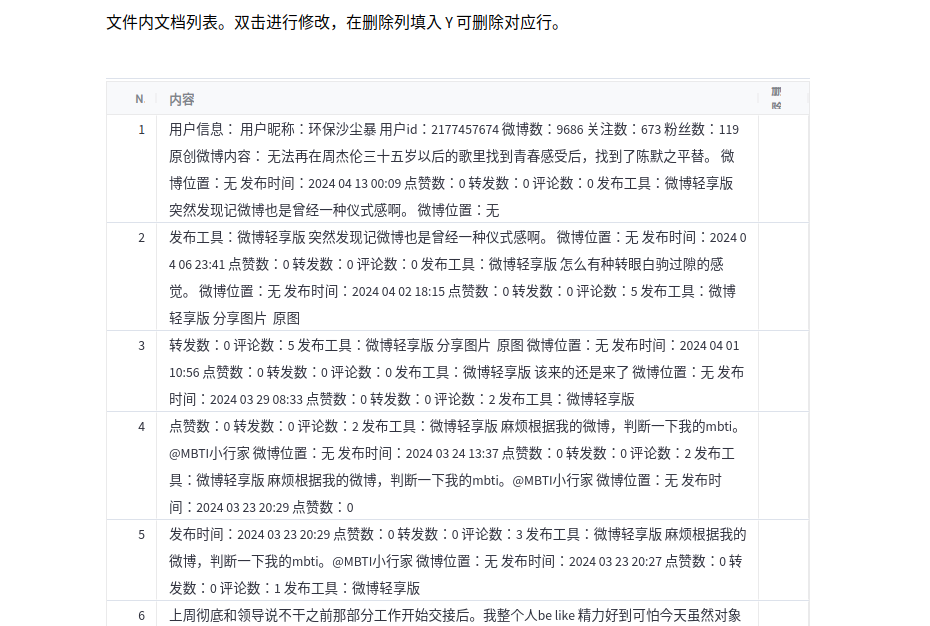 文件内文档列表。双击进行修改，在删除列填入 Y 可删除对应行。
N 内容 删除
1 用户信息： 用户昵称：环保沙尘暴 用户id：2177457674 微博数：9686 关注数：673 粉丝数：119
原创微博内容： 无法再在周杰伦三十五岁以后的歌里找到青春感受后，找到了陈默之平替。 微
博位置：无 发布时间：2024 04 13 00:09 点赞数：0 转发数：0 评论数：0 发布工具：微博轻享版
突然发现记微博也是曾经一种仪式感啊。 微博位置：无
2 发布工具：微博轻享版 突然发现记微博也是曾经一种仪式感啊。 微博位置：无 发布时间：2024 0
4 06 23:41 点赞数：0 转发数：0 评论数：0 发布工具：微博轻享版 怎么有种转眼白驹过隙的感
觉。 微博位置：无 发布时间：2024 04 02 18:15 点赞数：0 转发数：0 评论数：5 发布工具：微博
轻享版 分享图片 原图
3 转发数：0 评论数：5 发布工具：微博轻享版 分享图片 原图 微博位置：无 发布时间：2024 04 01
10:56 点赞数：0 转发数：0 评论数：0 发布工具：微博轻享版 该来的还是来了 微博位置：无 发布
时间：2024 03 29 08:33 点赞数：0 转发数：0 评论数：2 发布工具：微博轻享版
4 点赞数：0 转发数：0 评论数：2 发布工具：微博轻享版 麻烦根据我的微博，判断一下我的mbti。
@MBTI小行家 微博位置：无 发布时间：2024 03 24 13:37 点赞数：0 转发数：0 评论数：2 发布工
具：微博轻享版 麻烦根据我的微博，判断一下我的mbti。@MBTI小行家 微博位置：无 发布时
间：2024 03 23 20:29 点赞数：0
5 发布时间：2024 03 23 20:29 点赞数：0 转发数：0 评论数：3 发布工具：微博轻享版 麻烦根据我的
微博，判断一下我的mbti。@MBTI小行家 微博位置：无 发布时间：2024 03 23 20:27 点赞数：0 转
发数：0 评论数：1 发布工具：微博轻享版
6 上周彻底和领导说不干之前那部分工作开始交接后。我整个人be like 精力好到可怕今天虽然对象